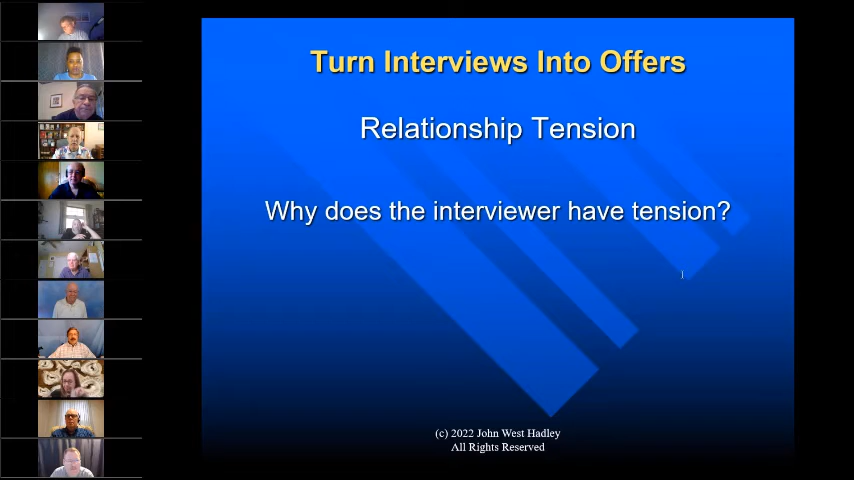 Turn Interviews Into Offers
Relationship Tension
Why does the interviewer have tension?
(c) 2022 John West Hadley
All Rights Reserved